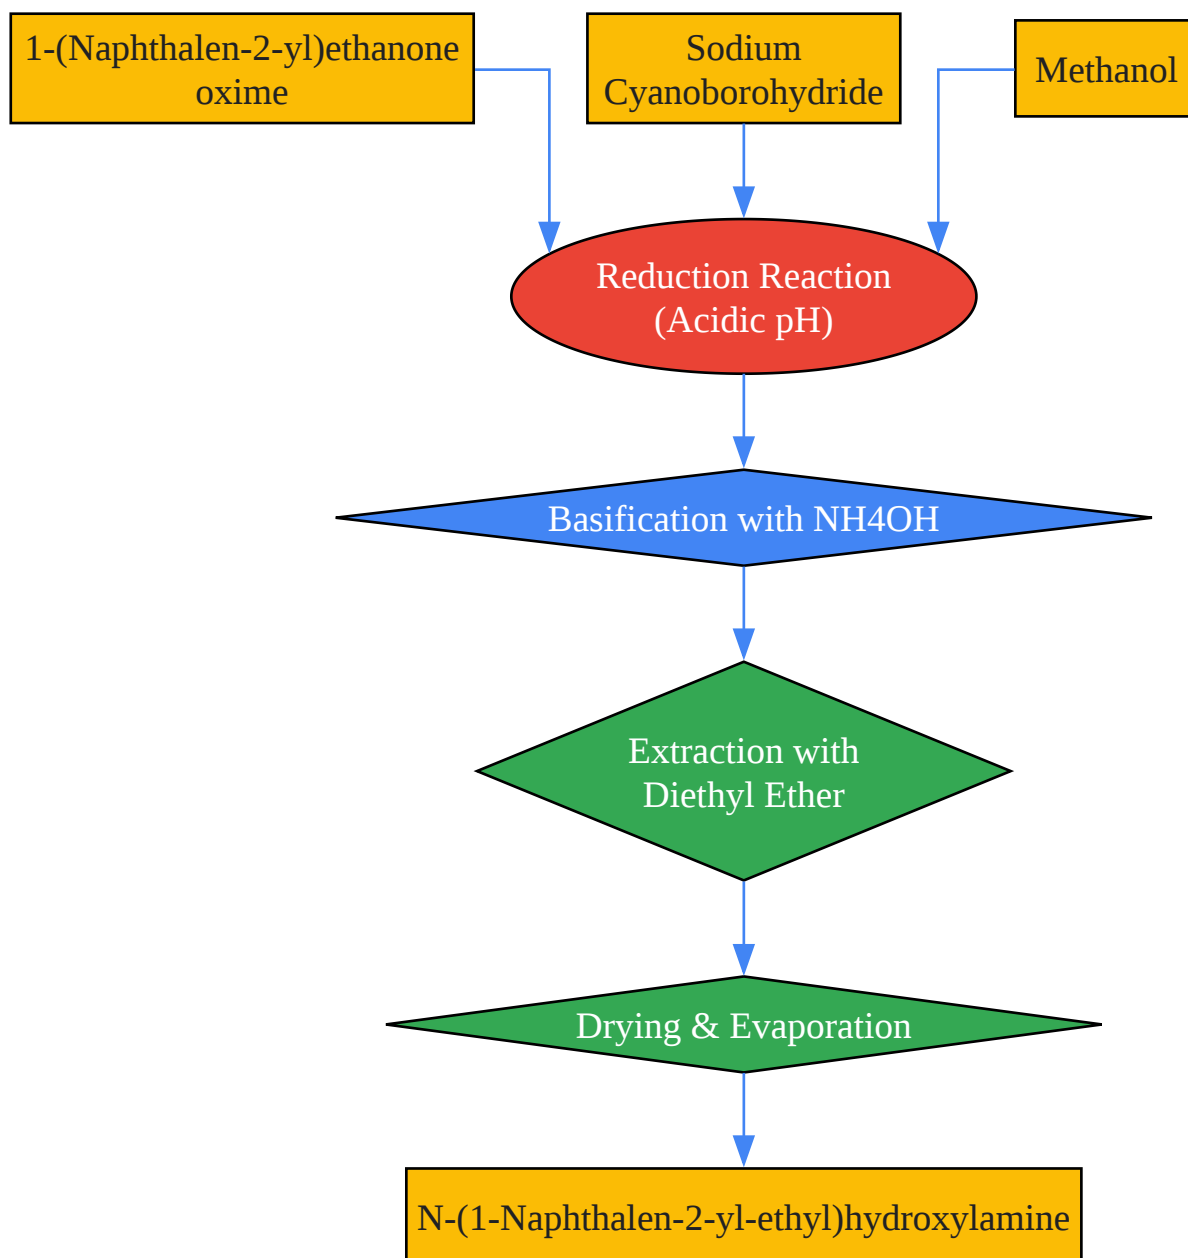 1-(Naphthalen-2-yl)ethanone
oxime
Sodium
Cyanoborohydride
Methanol
Reduction Reaction
(Acidic pH)
Basification with NH4OH
Extraction with
Diethyl Ether
Drying & Evaporation
N-(1-Naphthalen-2-yl-ethyl)hydroxylamine